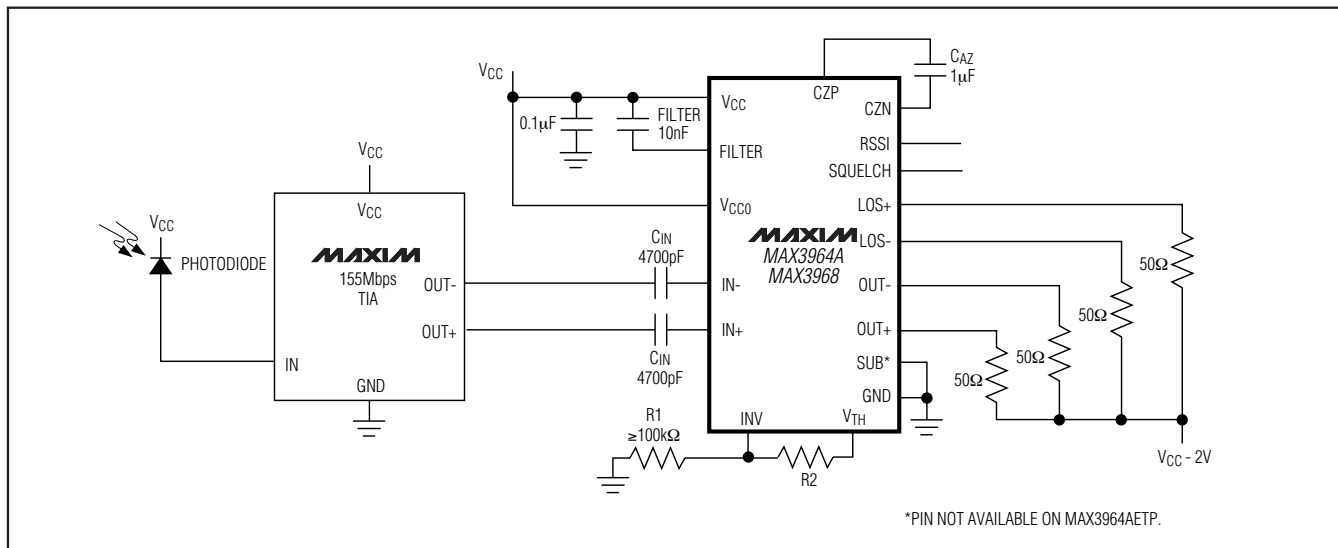 VCC
0.1µF
FILTER
10nF
VCC
FILTER
VCC0
CZP
CZN
CAZ
1µF
RSSI
SQUELCH
LOS+
LOS-
OUT-
OUT+
SUB*
GND
VTH
INV
IN-
IN+
MAXIM
MAX3964A
MAX3968
VCC
VCC
MAXIM
155Mbps
TIA
OUT-
OUT+
IN
GND
VCC
PHOTODIODE
CIN
4700pF
CIN
4700pF
R1
≥100kΩ
R2
50Ω
50Ω
50Ω
50Ω
VCC - 2V
*PIN NOT AVAILABLE ON MAX3964AETP.